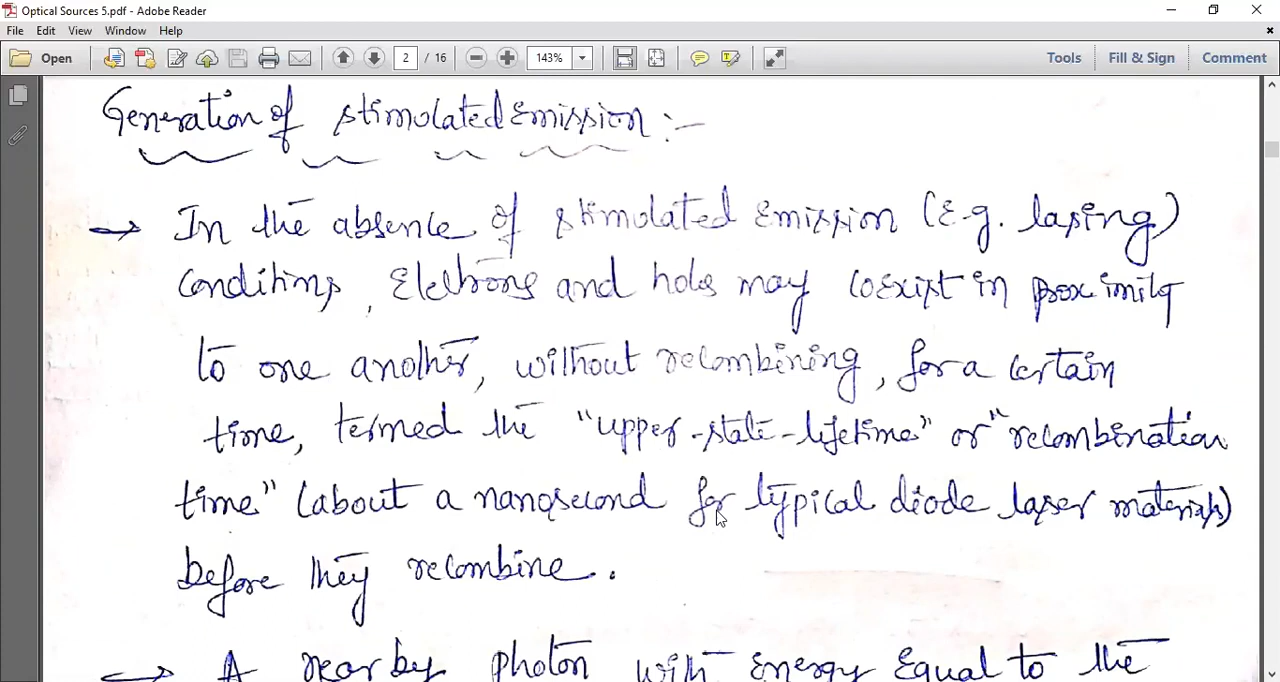 Optical Sources 5.pdf - Adobe Reader
File Edit View Window Help
Open 2 / 16 143% Tools Fill & Sign Comment
Generation of stimulated Emission :-
→ In the absence of stimulated Emission (E.g. lasing)
conditions, Electrons and holes may coexist in proximity
to one another, without recombining, for a certain
time, termed the "upper-state-lifetime" or "recombination
time" (about a nanosecond for typical diode laser materials)
before they recombine.
→ A nearby photon with Energy Equal to the